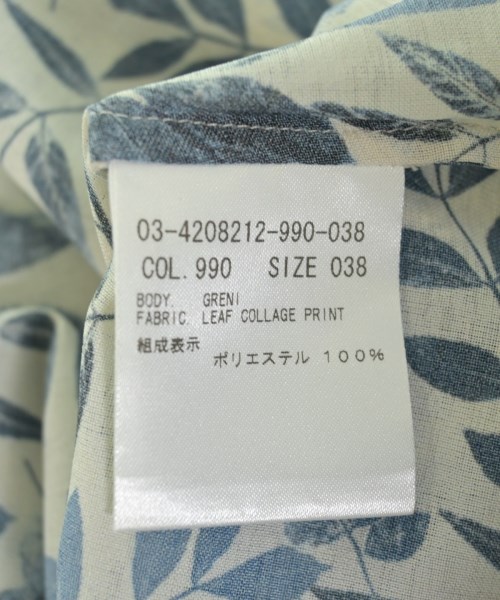 03-4208212-990-038
COL. 990 SIZE 038
BODY. GRENI
FABRIC. LEAF COLLAGE PRINT
組成表示
ポリエステル 100%